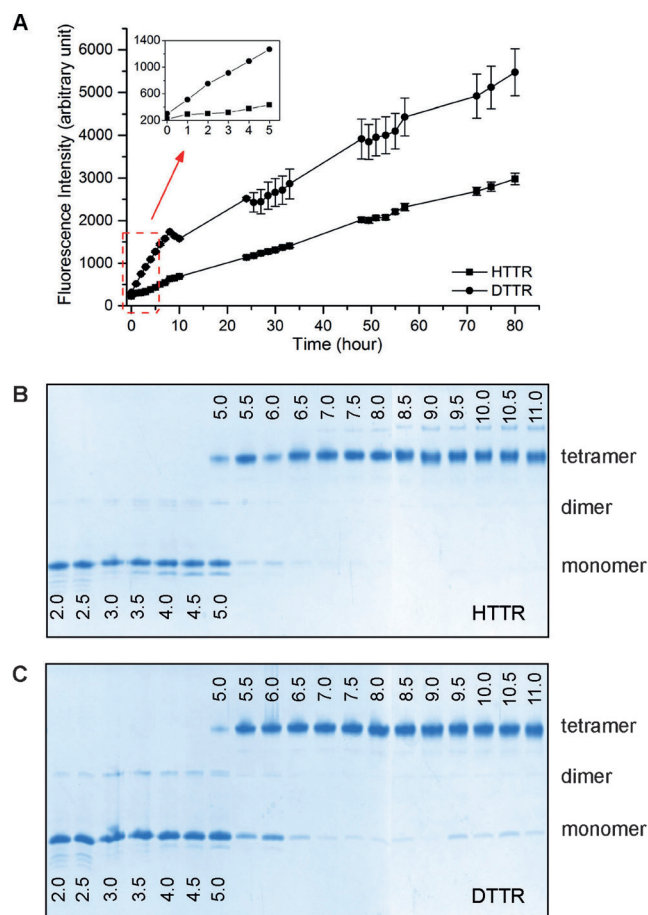 A
Fluorescence Intensity (arbitrary unit)
6000
5000
4000
3000
2000
1000
0
1400
1000
600
200
0 1 2 3 4 5
HTTR
DTTR
0 10 20 30 40 50 60 70 80
Time (hour)
B
5.0 5.5 6.0 6.5 7.0 7.5 8.0 8.5 9.0 9.5 10.0 10.5 11.0
tetramer
dimer
monomer
2.0 2.5 3.0 3.5 4.0 4.5 5.0
HTTR
C
5.0 5.5 6.0 6.5 7.0 7.5 8.0 8.5 9.0 9.5 10.0 10.5 11.0
tetramer
dimer
monomer
2.0 2.5 3.0 3.5 4.0 4.5 5.0
DTTR